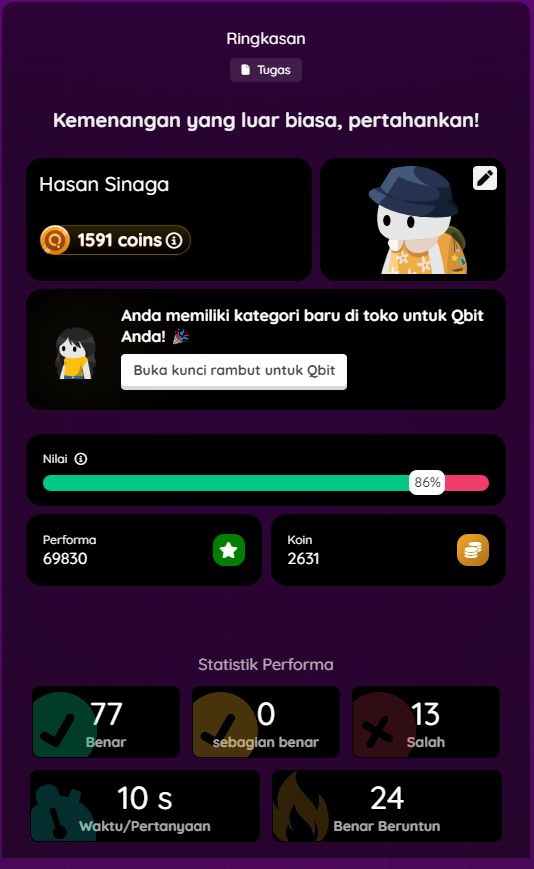 Ringkasan
Tugas
Kemenangan yang luar biasa, pertahankan!
Hasan Sinaga
1591 coins
Anda memiliki kategori baru di toko untuk Qbit
Anda! 🎉
Buka kunci rambut untuk Qbit
Nilai
86%
Performa
69830
Koin
2631
Statistik Performa
77
Benar
0
sebagian benar
13
Salah
10 s
Waktu/Pertanyaan
24
Benar Beruntun